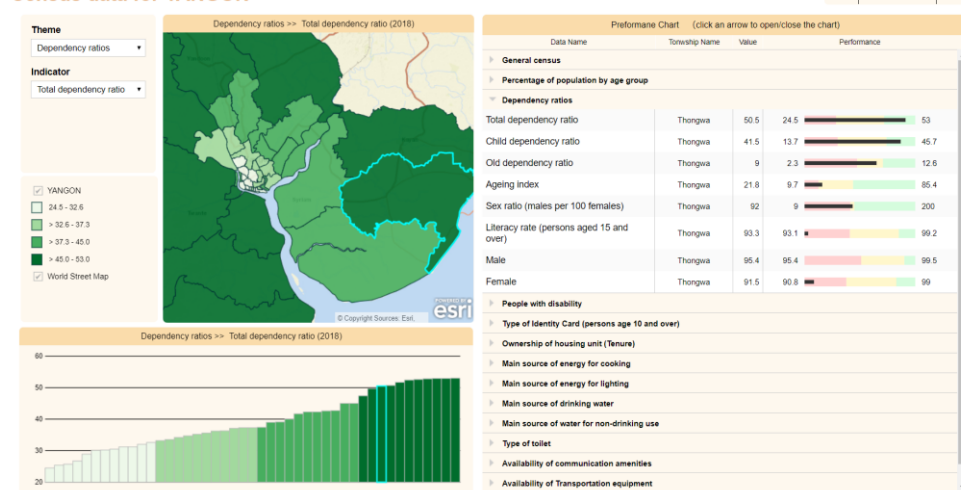 Theme
Dependency ratios
Indicator
Total dependency ratio
YANGON
24.5 - 32.6
> 32.6 - 37.3
> 37.3 - 45.0
> 45.0 - 53.0
World Street Map
Dependency ratios >> Total dependency ratio (2018)
POWERED BY
esri
© Copyright Sources: Esri,
Dependency ratios >> Total dependency ratio (2018)
60
50
40
30
20
Preformane Chart (click an arrow to open/close the chart)
Data Name Tonwship Name Value Performance
General census
Percentage of population by age group
Dependency ratios
Total dependency ratio Thongwa 50.5 24.5 53
Child dependency ratio Thongwa 41.5 13.7 45.7
Old dependency ratio Thongwa 9 2.3 12.6
Ageing index Thongwa 21.8 9.7 85.4
Sex ratio (males per 100 females) Thongwa 92 9 200
Literacy rate (persons aged 15 and
over) Thongwa 93.3 93.1 99.2
Male Thongwa 95.4 95.4 99.5
Female Thongwa 91.5 90.8 99
People with disability
Type of Identity Card (persons age 10 and over)
Ownership of housing unit (Tenure)
Main source of energy for cooking
Main source of energy for lighting
Main source of drinking water
Main source of water for non-drinking use
Type of toilet
Availability of communication amenities
Availability of Transportation equipment